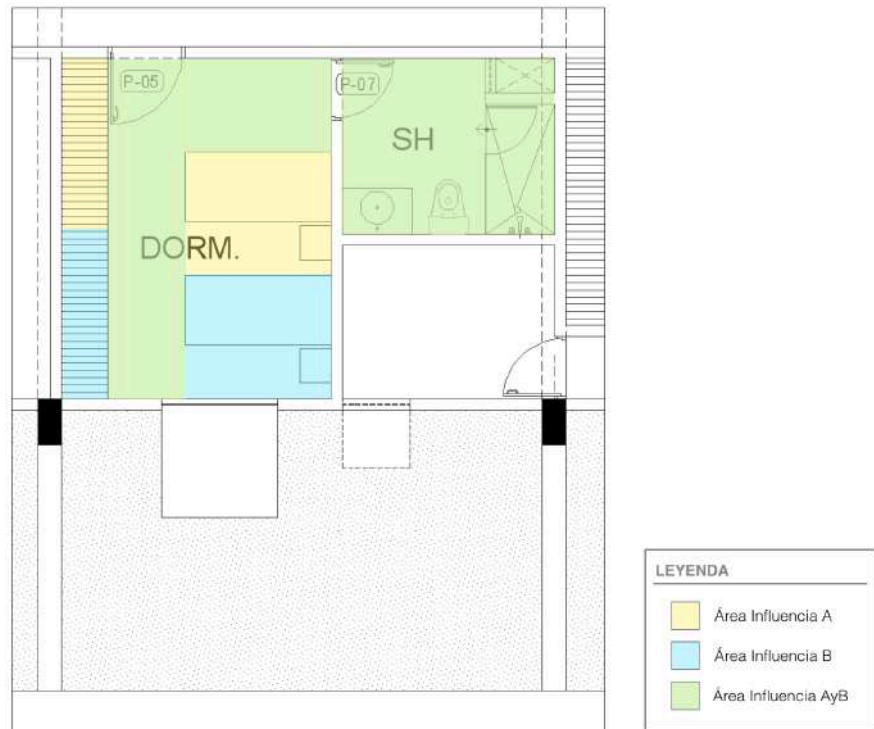 P-05
P-07
SH
DORM.
LEYENDA
Área Influencia A
Área Influencia B
Área Influencia AyB